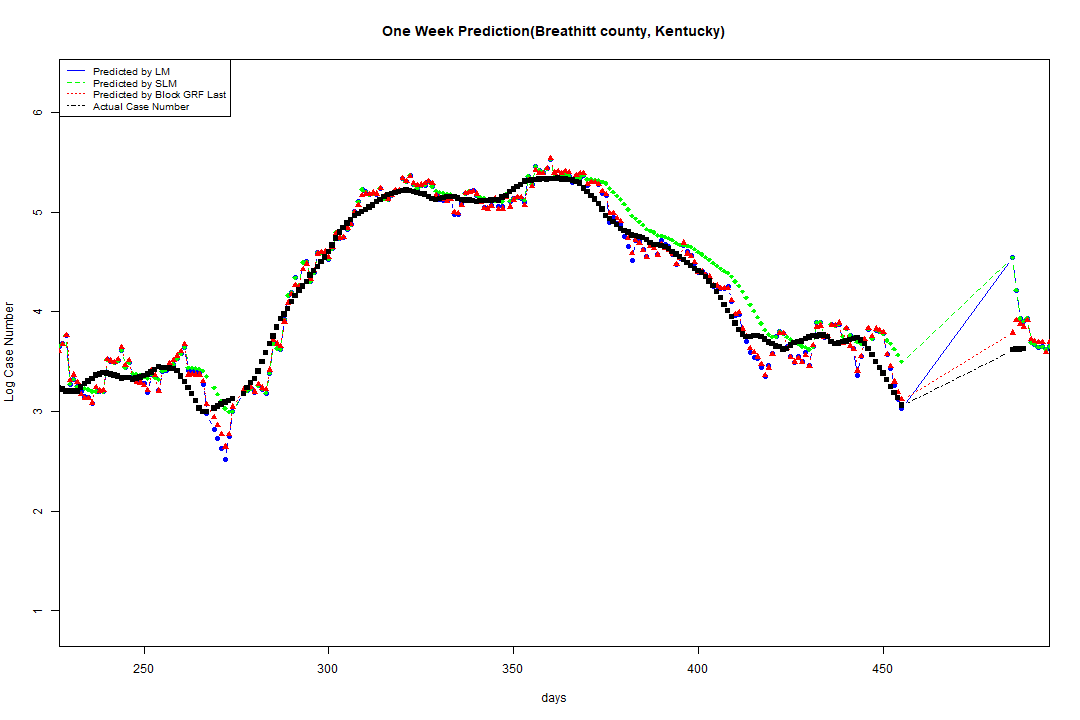 One Week Prediction(Breathitt county, Kentucky)
Predicted by LM
Predicted by SLM
Predicted by Block GRF Last
Actual Case Number
Log Case Number
6
5
4
3
2
1
250 300 350 400 450
days